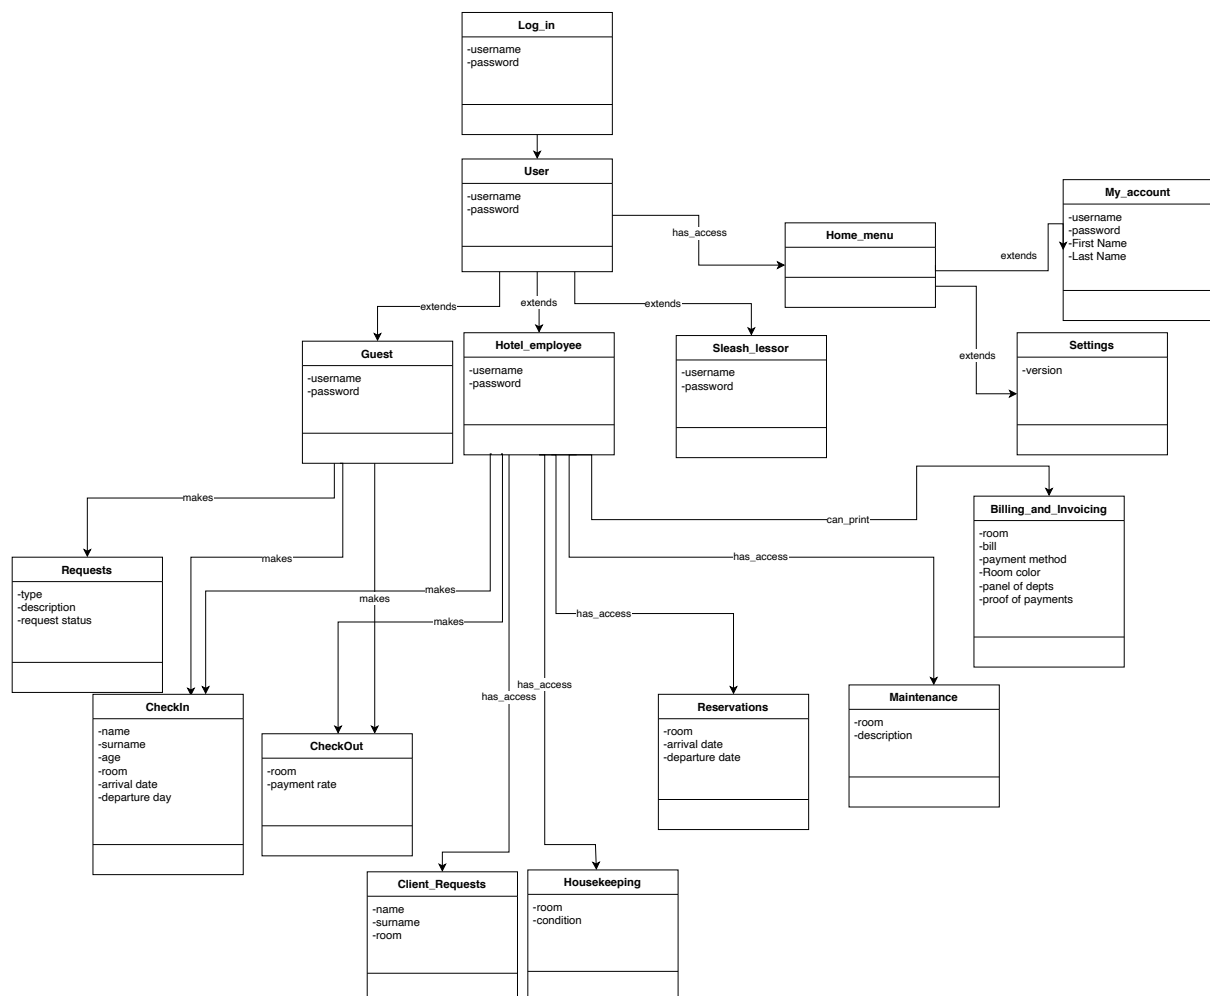 Log_in
-username
-password
User
-username
-password
has_access
My_account
-username
-password
-First Name
-Last Name
Home_menu
extends
extends
extends
extends
extends
Guest
-username
-password
Hotel_employee
-username
-password
Sleash_lessor
-username
-password
Settings
-version
makes
can_print
Billing_and_Invoicing
-room
-bill
-payment method
-Room color
-panel of depts
-proof of payments
makes
has_access
Requests
-type
-description
-request status
makes
makes
makes
has_access
has_access
has_access
CheckIn
-name
-surname
-age
-room
-arrival date
-departure day
CheckOut
-room
-payment rate
Reservations
-room
-arrival date
-departure date
Maintenance
-room
-description
Client_Requests
-name
-surname
-room
Housekeeping
-room
-condition